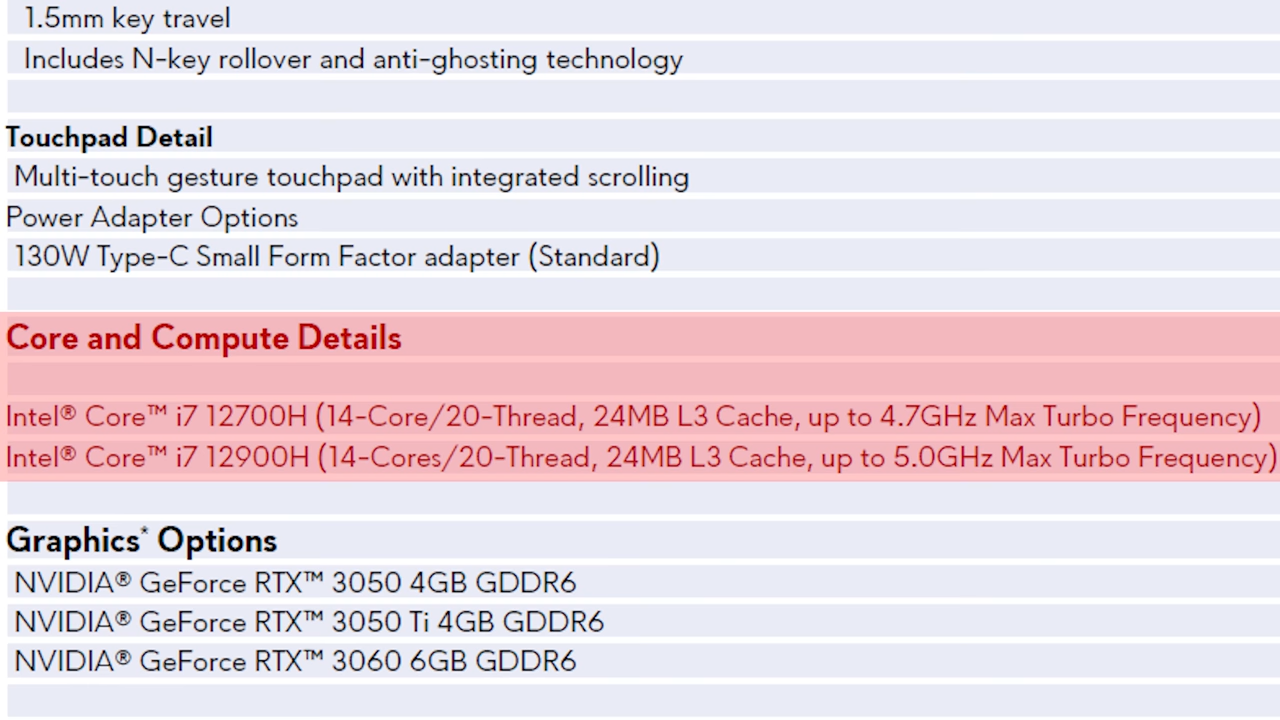 1.5mm key travel
Includes N-key rollover and anti-ghosting technology
Touchpad Detail
Multi-touch gesture touchpad with integrated scrolling
Power Adapter Options
130W Type-C Small Form Factor adapter (Standard)
Core and Compute Details
Intel® Core™ i7 12700H (14-Core/20-Thread, 24MB L3 Cache, up to 4.7GHz Max Turbo Frequency)
Intel® Core™ i7 12900H (14-Cores/20-Thread, 24MB L3 Cache, up to 5.0GHz Max Turbo Frequency)
Graphics* Options
NVIDIA® GeForce RTX™ 3050 4GB GDDR6
NVIDIA® GeForce RTX™ 3050 Ti 4GB GDDR6
NVIDIA® GeForce RTX™ 3060 6GB GDDR6